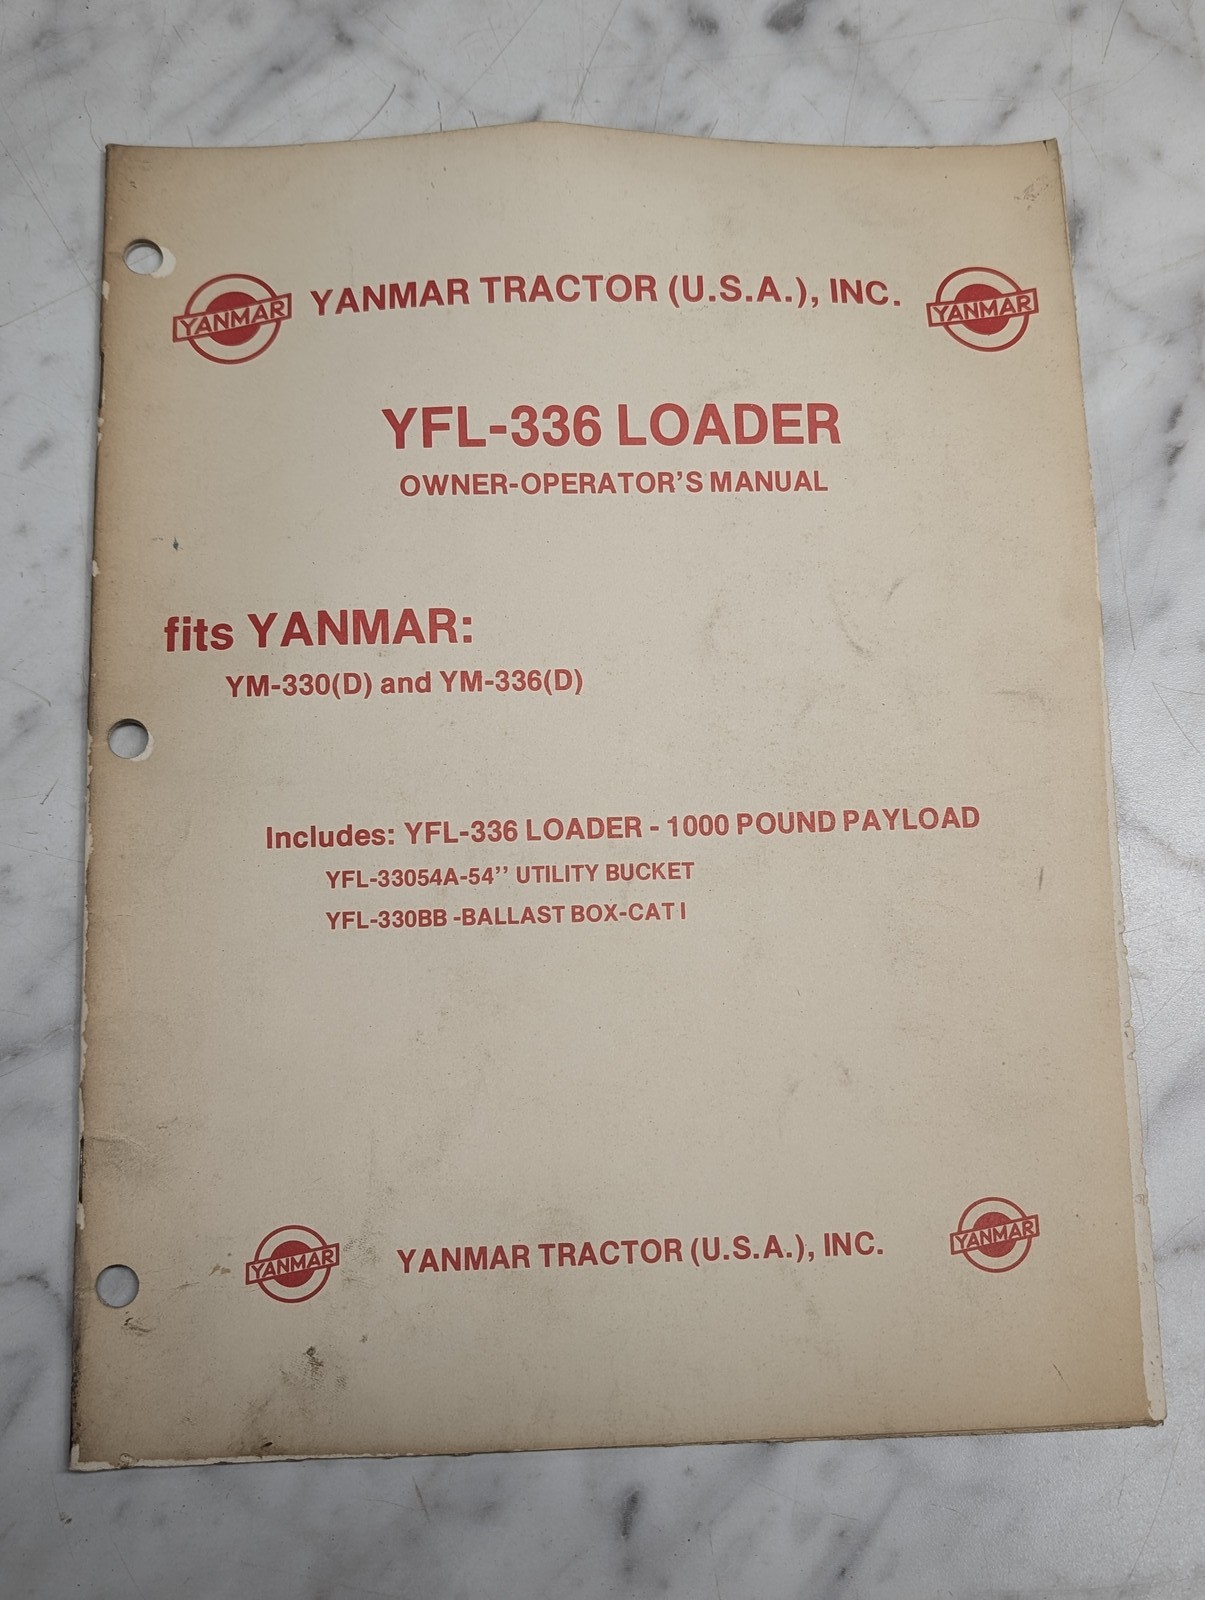 YANMAR YANMAR TRACTOR (U.S.A.), INC. YANMAR
YFL-336 LOADER
OWNER-OPERATOR'S MANUAL
fits YANMAR:
YM-330(D) and YM-336(D)
Includes: YFL-336 LOADER - 1000 POUND PAYLOAD
YFL-33054A-54'' UTILITY BUCKET
YFL-330BB -BALLAST BOX-CAT I
YANMAR YANMAR TRACTOR (U.S.A.), INC. YANMAR